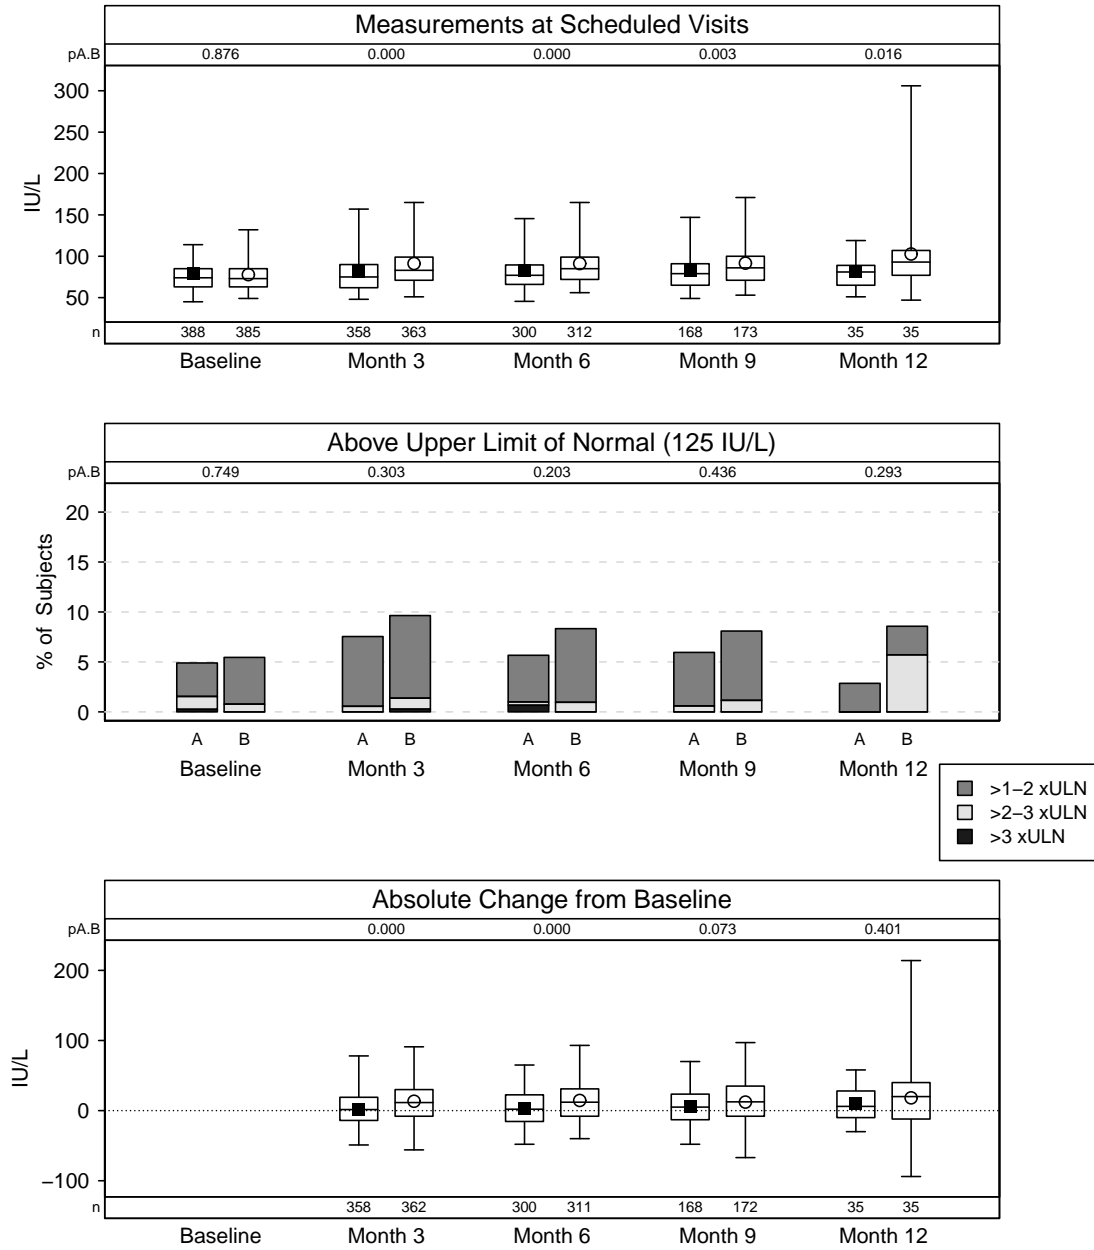 Measurements at Scheduled Visits
pA.B 0.876 0.000 0.000 0.003 0.016
300
250
200
150
100
50
IU/L
n 388 385 358 363 300 312 168 173 35 35
Baseline Month 3 Month 6 Month 9 Month 12
Above Upper Limit of Normal (125 IU/L)
pA.B 0.749 0.303 0.203 0.436 0.293
20
15
10
5
0
% of Subjects
A B A B A B A B A B
Baseline Month 3 Month 6 Month 9 Month 12
>1−2 xULN
>2−3 xULN
>3 xULN
Absolute Change from Baseline
pA.B 0.000 0.000 0.073 0.401
200
100
0
−100
IU/L
n 358 362 300 311 168 172 35 35
Baseline Month 3 Month 6 Month 9 Month 12